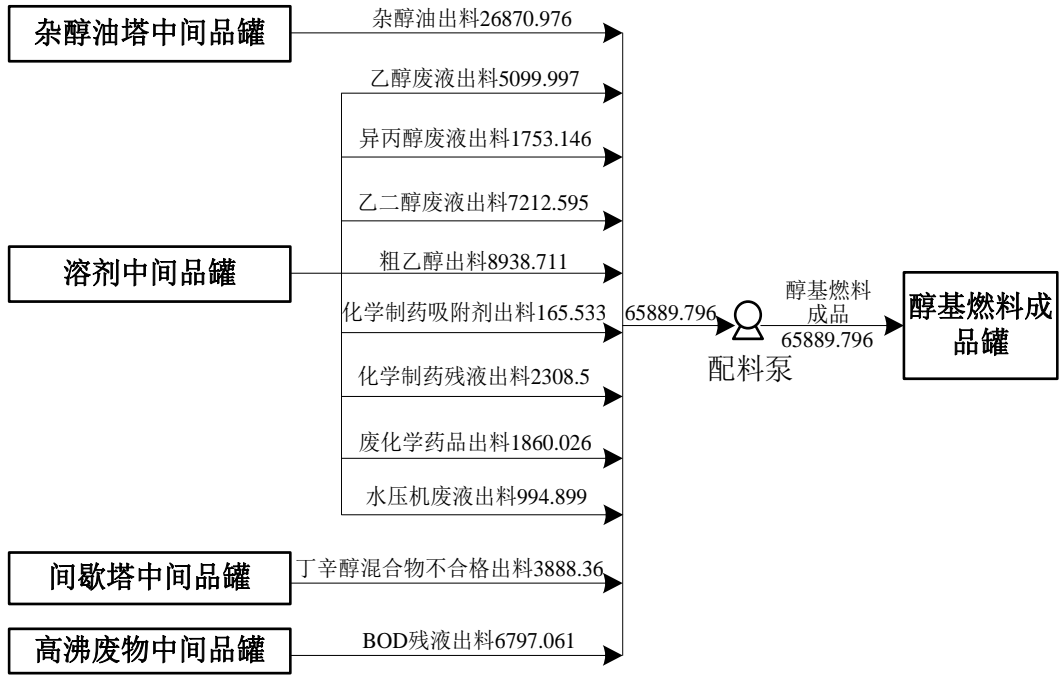 杂醇油塔中间品罐
杂醇油出料26870.976
乙醇废液出料5099.997
异丙醇废液出料1753.146
乙二醇废液出料7212.595
溶剂中间品罐
粗乙醇出料8938.711
化学制药吸附剂出料165.533
化学制药残液出料2308.5
废化学药品出料1860.026
水压机废液出料994.899
65889.796
配料泵
醇基燃料
成品
65889.796
醇基燃料成
品罐
间歇塔中间品罐
丁辛醇混合物不合格出料3888.36
高沸废物中间品罐
BOD残液出料6797.061